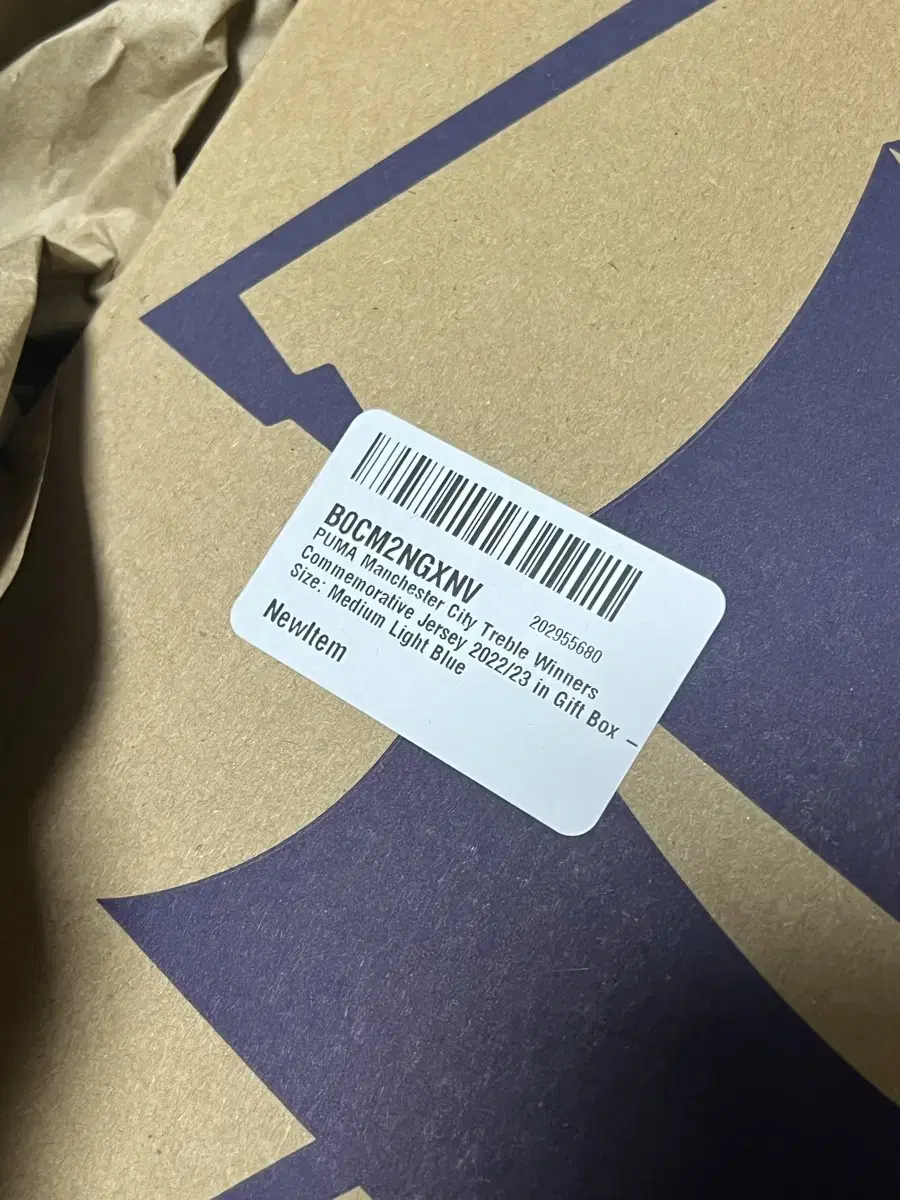 B0CM2NGXNV
202955680
PUMA Manchester City Treble Winners
Commemorative Jersey 2022/23 in Gift Box –
Size: Medium Light Blue
NewItem